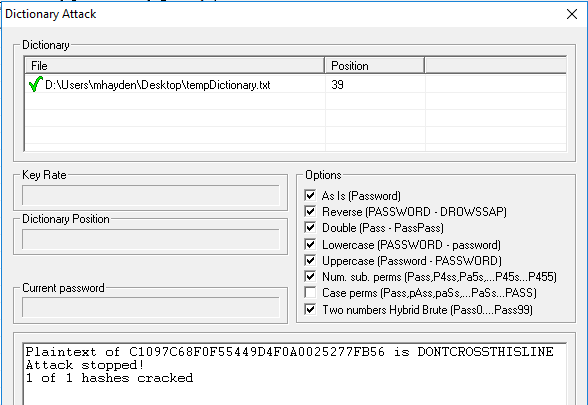 Dictionary Attack
Dictionary
File Position
D:\Users\mhayden\Desktop\tempDictionary.txt 39
Key Rate
Dictionary Position
Current password
Options
As Is (Password)
Reverse (PASSWORD - DROWSSAP)
Double (Pass - PassPass)
Lowercase (PASSWORD - password)
Uppercase (Password - PASSWORD)
Num. sub. perms (Pass,P4ss,Pa5s,...P45s...P455)
Case perms (Pass,pAss,paSs,...PaSs...PASS)
Two numbers Hybrid Brute (Pass0....Pass99)
Plaintext of C1097C68F0F55449D4F0A0025277FB56 is DONTCROSSTHISLINE
Attack stopped!
1 of 1 hashes cracked